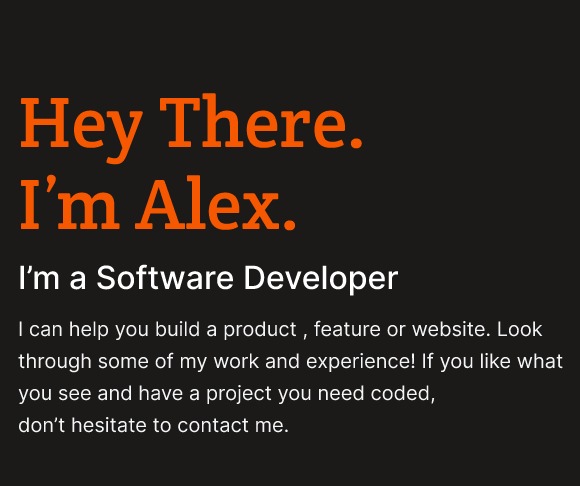 Hey There.
I’m Alex.
I’m a Software Developer
I can help you build a product , feature or website. Look
through some of my work and experience! If you like what
you see and have a project you need coded,
don’t hesitate to contact me.